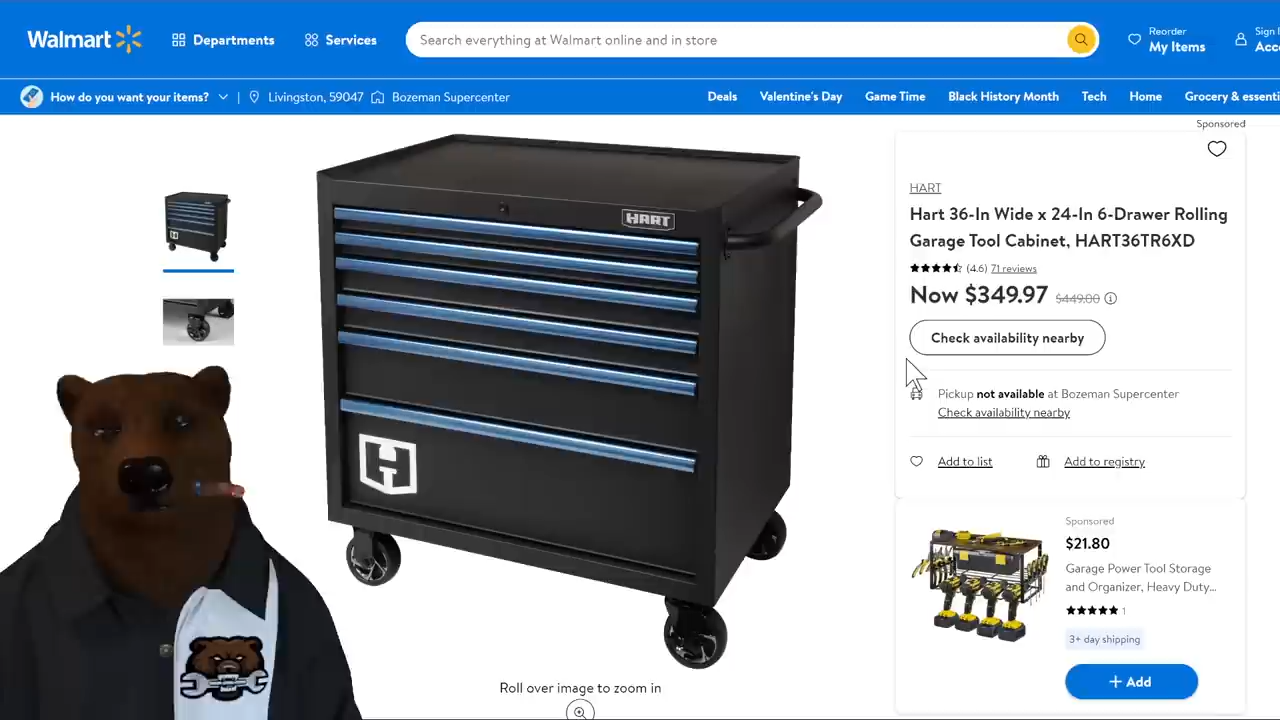 Walmart
Departments
Services
Search everything at Walmart online and in store
Reorder
My Items
Sign I
Acc
How do you want your items?
Livingston, 59047
Bozeman Supercenter
Deals
Valentine's Day
Game Time
Black History Month
Tech
Home
Grocery & essenti
Sponsored
HART
HART
Hart 36-In Wide x 24-In 6-Drawer Rolling
Garage Tool Cabinet, HART36TR6XD
(4.6) 71 reviews
Now $349.97 $449.00
Check availability nearby
Pickup not available at Bozeman Supercenter
Check availability nearby
Add to list
Add to registry
Sponsored
$21.80
Garage Power Tool Storage
and Organizer, Heavy Duty...
1
3+ day shipping
+ Add
Roll over image to zoom in